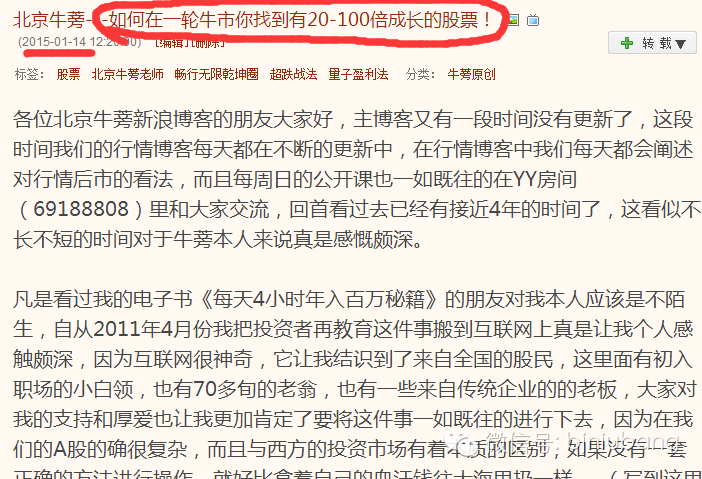 北京牛蒡---如何在一轮牛市你找到有20-100倍成长的股票！
(2015-01-14 12:20:00) [编辑][删除]
转载▼
标签： 股票 北京牛蒡老师 畅行无限乾坤圈 超跌战法 量子盈利法 分类： 牛蒡原创
各位北京牛蒡新浪博客的朋友大家好，主博客又有一段时间没有更新了，这段
时间我们的行情博客每天都在不断的更新中，在行情博客中我们每天都会阐述
对行情后市的看法，而且每周日的公开课也一如既往的在YY房间
（69188808）里和大家交流，回首看过去已经有接近4年的时间了，这看似不
长不短的时间对于牛蒡本人来说真是感慨颇深。
凡是看过我的电子书《每天4小时年入百万秘籍》的朋友对我本人应该是不陌
生，自从2011年4月份我把投资者再教育这件事搬到互联网上真是让我个人感
触颇深，因为互联网很神奇，它让我结识到了来自全国的股民，这里面有初入
职场的小白领，也有70多旬的老翁，也有一些来自传统企业的的老板，大家对
我的支持和厚爱也让我更加肯定了要将这件事一如既往的进行下去，因为在我
们的A股的确很复杂，而且与西方的投资市场有着本质的区别，如果没有一套
正确的方法进行操作，就好比拿着自己的血汗钱往大海里扔一样。（写到这里
微信号: binjubang